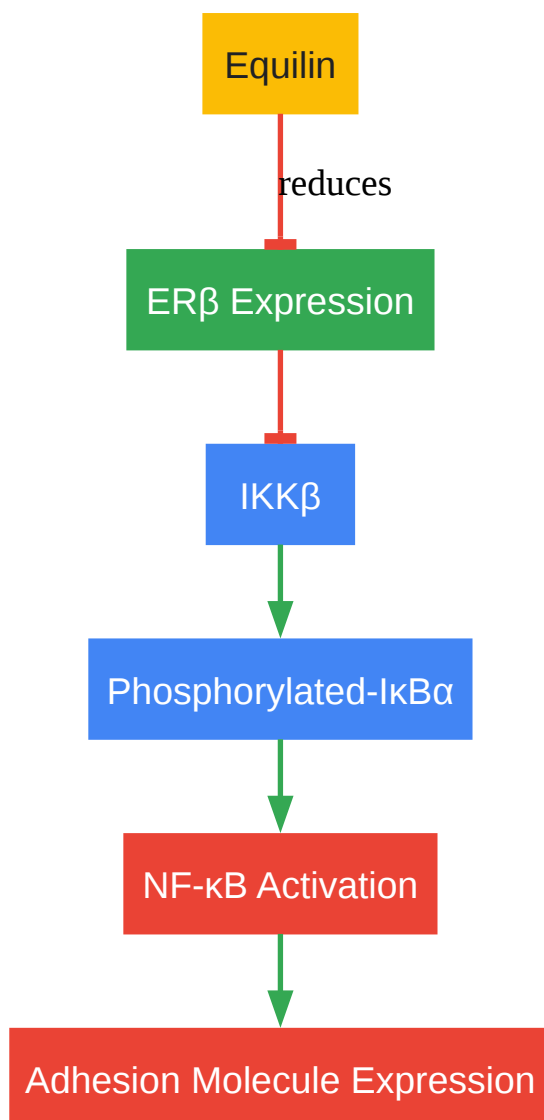 Equilin
reduces
ERβ Expression
IKKβ
Phosphorylated-IκBα
NF-κB Activation
Adhesion Molecule Expression